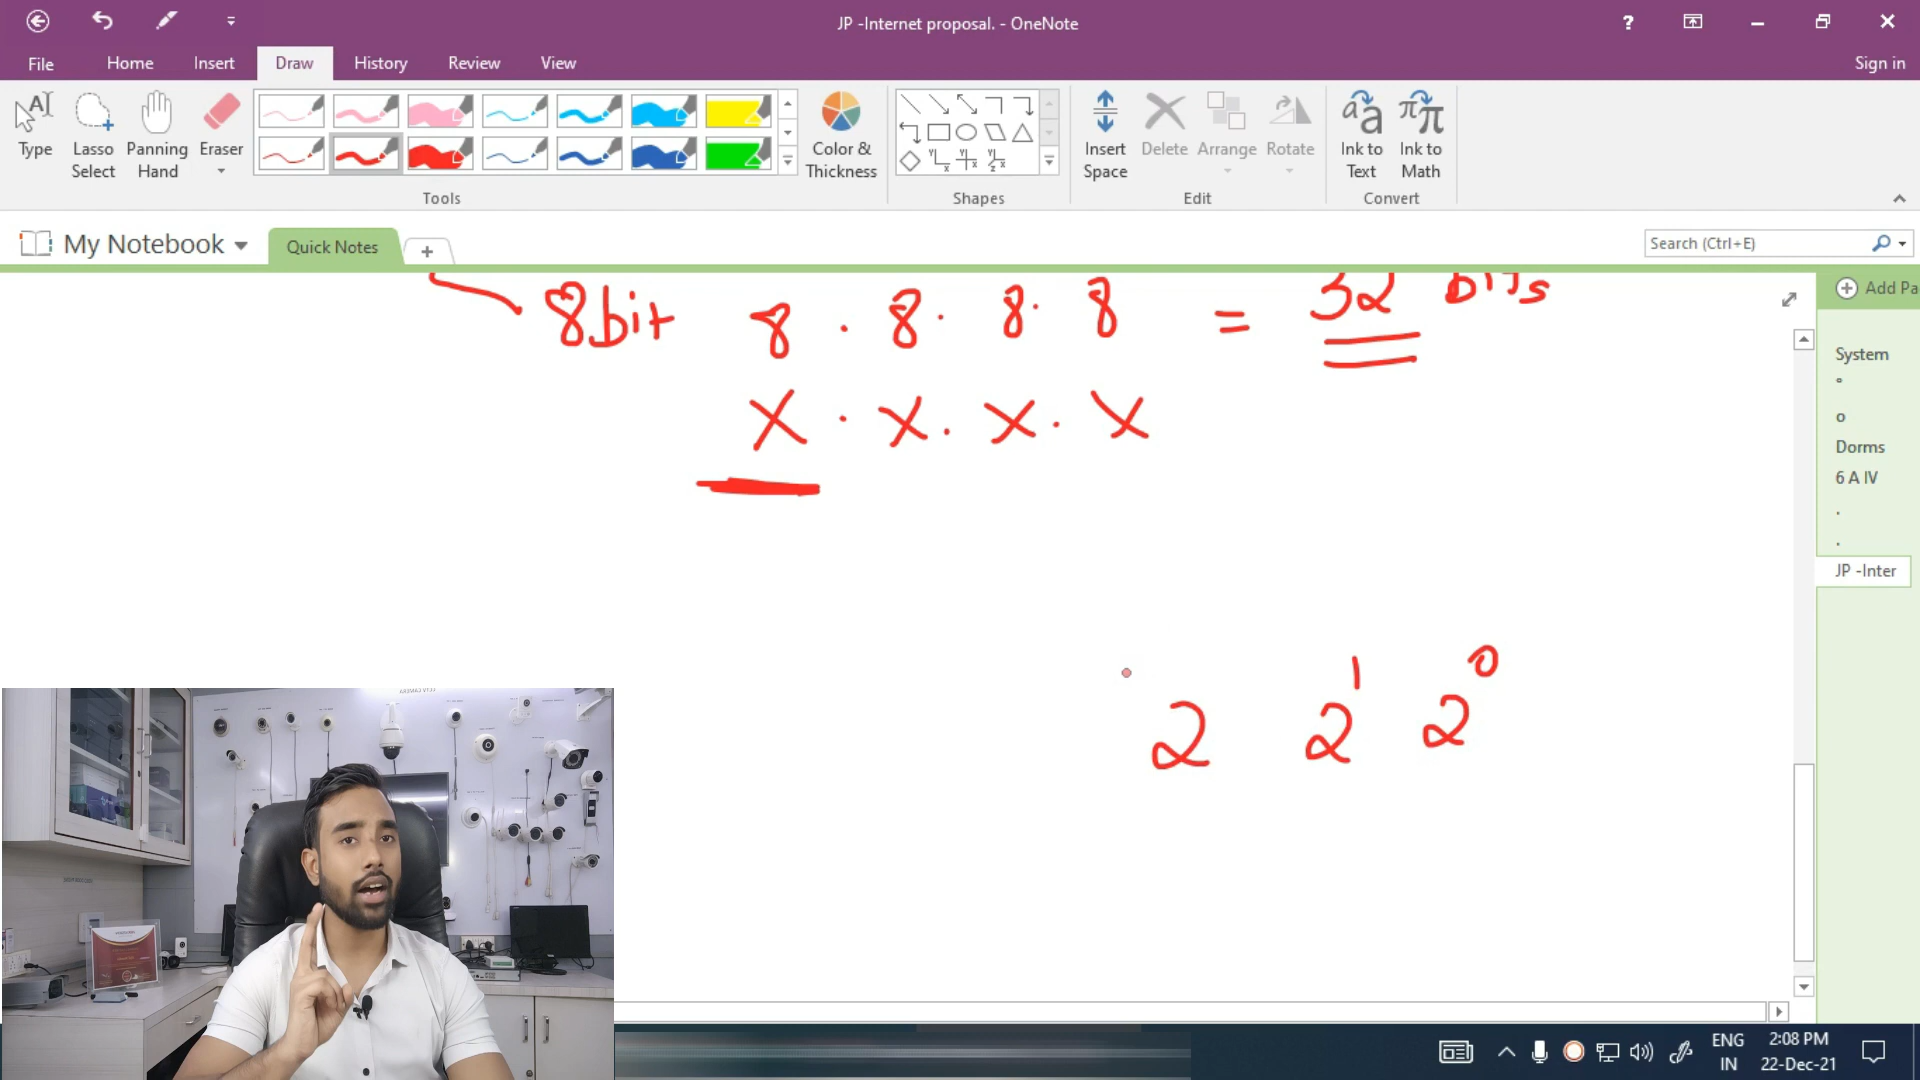 JP -Internet proposal. - OneNote
?
File Home Insert Draw History Review View Sign in
Type Lasso Select Panning Hand Eraser Color & Thickness Insert Space Delete Arrange Rotate Ink to Text Ink to Math
Tools Shapes Edit Convert
My Notebook Quick Notes + Search (Ctrl+E)
8bit 8 . 8 . 8 . 8 = 32 bits
x . x . x . x
2 2¹ 2⁰
Add Pa
System
°
o
Dorms
6 A IV
.
.
JP -Inter
ENG 2:08 PM
IN 22-Dec-21